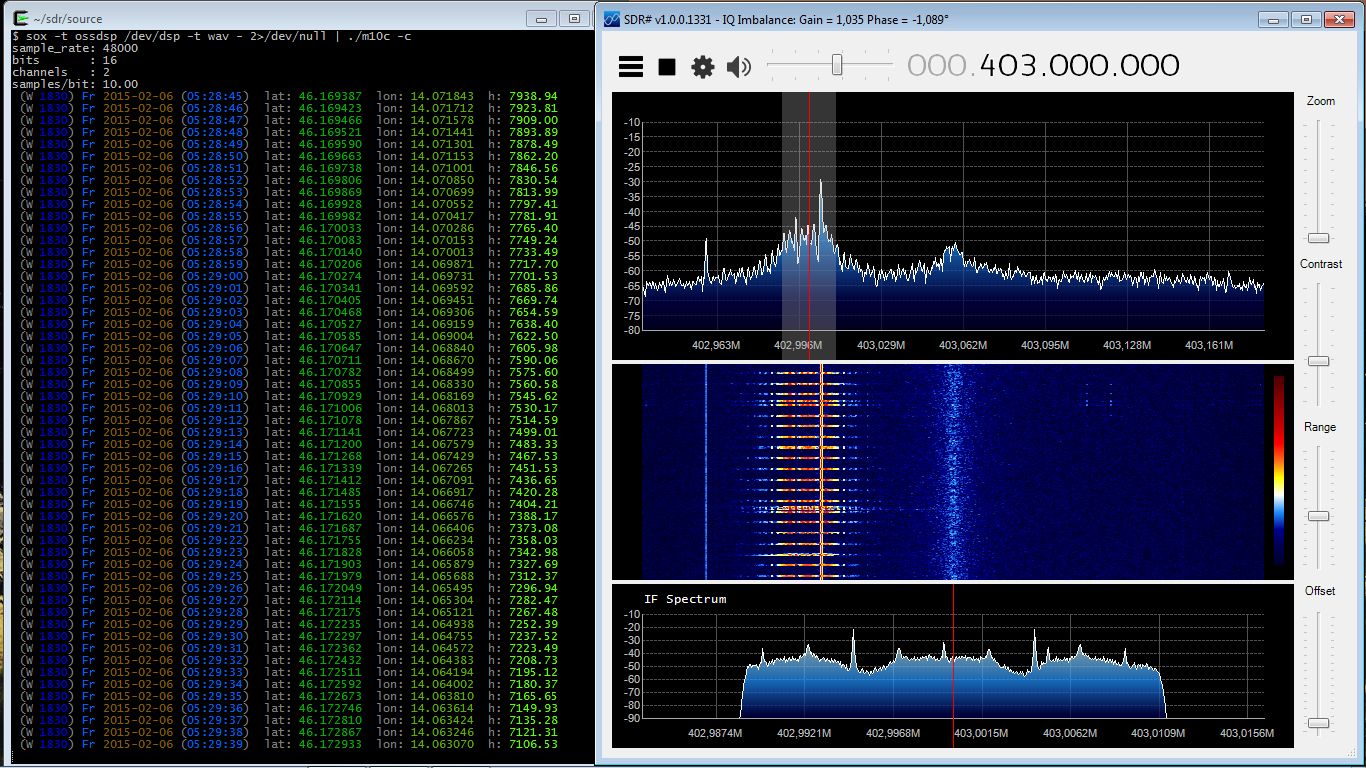 ~/sdr/source
$ sox -t ossdsp /dev/dsp -t wav - 2>/dev/null | ./m10c -c
sample_rate: 48000
bits : 16
channels : 2
samples/bit: 10.00
(W 1830) Fr 2015-02-06 (05:28:45) lat: 46.169387 lon: 14.071843 h: 7938.94
(W 1830) Fr 2015-02-06 (05:28:46) lat: 46.169423 lon: 14.071712 h: 7923.81
(W 1830) Fr 2015-02-06 (05:28:47) lat: 46.169466 lon: 14.071578 h: 7909.00
(W 1830) Fr 2015-02-06 (05:28:48) lat: 46.169521 lon: 14.071441 h: 7893.89
(W 1830) Fr 2015-02-06 (05:28:49) lat: 46.169590 lon: 14.071301 h: 7878.49
(W 1830) Fr 2015-02-06 (05:28:50) lat: 46.169663 lon: 14.071153 h: 7862.20
(W 1830) Fr 2015-02-06 (05:28:51) lat: 46.169738 lon: 14.071001 h: 7846.56
(W 1830) Fr 2015-02-06 (05:28:52) lat: 46.169806 lon: 14.070850 h: 7830.54
(W 1830) Fr 2015-02-06 (05:28:53) lat: 46.169869 lon: 14.070699 h: 7813.99
(W 1830) Fr 2015-02-06 (05:28:54) lat: 46.169928 lon: 14.070552 h: 7797.41
(W 1830) Fr 2015-02-06 (05:28:55) lat: 46.169982 lon: 14.070417 h: 7781.91
(W 1830) Fr 2015-02-06 (05:28:56) lat: 46.170033 lon: 14.070286 h: 7765.40
(W 1830) Fr 2015-02-06 (05:28:57) lat: 46.170083 lon: 14.070153 h: 7749.24
(W 1830) Fr 2015-02-06 (05:28:58) lat: 46.170140 lon: 14.070013 h: 7733.49
(W 1830) Fr 2015-02-06 (05:28:59) lat: 46.170206 lon: 14.069871 h: 7717.70
(W 1830) Fr 2015-02-06 (05:29:00) lat: 46.170274 lon: 14.069731 h: 7701.53
(W 1830) Fr 2015-02-06 (05:29:01) lat: 46.170341 lon: 14.069592 h: 7685.86
(W 1830) Fr 2015-02-06 (05:29:02) lat: 46.170405 lon: 14.069451 h: 7669.74
(W 1830) Fr 2015-02-06 (05:29:03) lat: 46.170468 lon: 14.069306 h: 7654.59
(W 1830) Fr 2015-02-06 (05:29:04) lat: 46.170527 lon: 14.069159 h: 7638.40
(W 1830) Fr 2015-02-06 (05:29:05) lat: 46.170585 lon: 14.069004 h: 7622.50
(W 1830) Fr 2015-02-06 (05:29:06) lat: 46.170647 lon: 14.068840 h: 7605.98
(W 1830) Fr 2015-02-06 (05:29:07) lat: 46.170711 lon: 14.068670 h: 7590.06
(W 1830) Fr 2015-02-06 (05:29:08) lat: 46.170782 lon: 14.068499 h: 7575.60
(W 1830) Fr 2015-02-06 (05:29:09) lat: 46.170855 lon: 14.068330 h: 7560.58
(W 1830) Fr 2015-02-06 (05:29:10) lat: 46.170929 lon: 14.068169 h: 7545.62
(W 1830) Fr 2015-02-06 (05:29:11) lat: 46.171006 lon: 14.068013 h: 7530.17
(W 1830) Fr 2015-02-06 (05:29:12) lat: 46.171078 lon: 14.067867 h: 7514.59
(W 1830) Fr 2015-02-06 (05:29:13) lat: 46.171141 lon: 14.067723 h: 7499.01
(W 1830) Fr 2015-02-06 (05:29:14) lat: 46.171200 lon: 14.067579 h: 7483.33
(W 1830) Fr 2015-02-06 (05:29:15) lat: 46.171268 lon: 14.067429 h: 7467.53
(W 1830) Fr 2015-02-06 (05:29:16) lat: 46.171339 lon: 14.067265 h: 7451.53
(W 1830) Fr 2015-02-06 (05:29:17) lat: 46.171412 lon: 14.067091 h: 7436.65
(W 1830) Fr 2015-02-06 (05:29:18) lat: 46.171485 lon: 14.066917 h: 7420.28
(W 1830) Fr 2015-02-06 (05:29:19) lat: 46.171555 lon: 14.066746 h: 7404.21
(W 1830) Fr 2015-02-06 (05:29:20) lat: 46.171620 lon: 14.066576 h: 7388.17
(W 1830) Fr 2015-02-06 (05:29:21) lat: 46.171687 lon: 14.066406 h: 7373.08
(W 1830) Fr 2015-02-06 (05:29:22) lat: 46.171755 lon: 14.066234 h: 7358.03
(W 1830) Fr 2015-02-06 (05:29:23) lat: 46.171828 lon: 14.066058 h: 7342.98
(W 1830) Fr 2015-02-06 (05:29:24) lat: 46.171903 lon: 14.065879 h: 7327.69
(W 1830) Fr 2015-02-06 (05:29:25) lat: 46.171979 lon: 14.065688 h: 7312.37
(W 1830) Fr 2015-02-06 (05:29:26) lat: 46.172049 lon: 14.065495 h: 7296.94
(W 1830) Fr 2015-02-06 (05:29:27) lat: 46.172114 lon: 14.065304 h: 7282.47
(W 1830) Fr 2015-02-06 (05:29:28) lat: 46.172175 lon: 14.065121 h: 7267.48
(W 1830) Fr 2015-02-06 (05:29:29) lat: 46.172235 lon: 14.064938 h: 7252.39
(W 1830) Fr 2015-02-06 (05:29:30) lat: 46.172297 lon: 14.064755 h: 7237.52
(W 1830) Fr 2015-02-06 (05:29:31) lat: 46.172362 lon: 14.064572 h: 7223.49
(W 1830) Fr 2015-02-06 (05:29:32) lat: 46.172432 lon: 14.064383 h: 7208.73
(W 1830) Fr 2015-02-06 (05:29:33) lat: 46.172511 lon: 14.064194 h: 7195.12
(W 1830) Fr 2015-02-06 (05:29:34) lat: 46.172592 lon: 14.064002 h: 7180.37
(W 1830) Fr 2015-02-06 (05:29:35) lat: 46.172673 lon: 14.063810 h: 7165.65
(W 1830) Fr 2015-02-06 (05:29:36) lat: 46.172746 lon: 14.063614 h: 7149.93
(W 1830) Fr 2015-02-06 (05:29:37) lat: 46.172810 lon: 14.063424 h: 7135.28
(W 1830) Fr 2015-02-06 (05:29:38) lat: 46.172867 lon: 14.063246 h: 7121.31
(W 1830) Fr 2015-02-06 (05:29:39) lat: 46.172933 lon: 14.063070 h: 7106.53
SDR# v1.0.0.1331 - IQ Imbalance: Gain = 1,035 Phase = -1,089°
000.403.000.000
-10
-20
-25
-30
-35
-40
-45
-50
-55
-60
-65
-70
-75
-80
402,963M 402,996M 403,029M 403,062M 403,095M 403,128M 403,161M
Zoom
Contrast
Range
Offset
IF Spectrum
-10
-20
-30
-40
-50
-60
-70
-80
-90
402,9874M 402,9921M 402,9968M 403,0015M 403,0062M 403,0109M 403,0156M